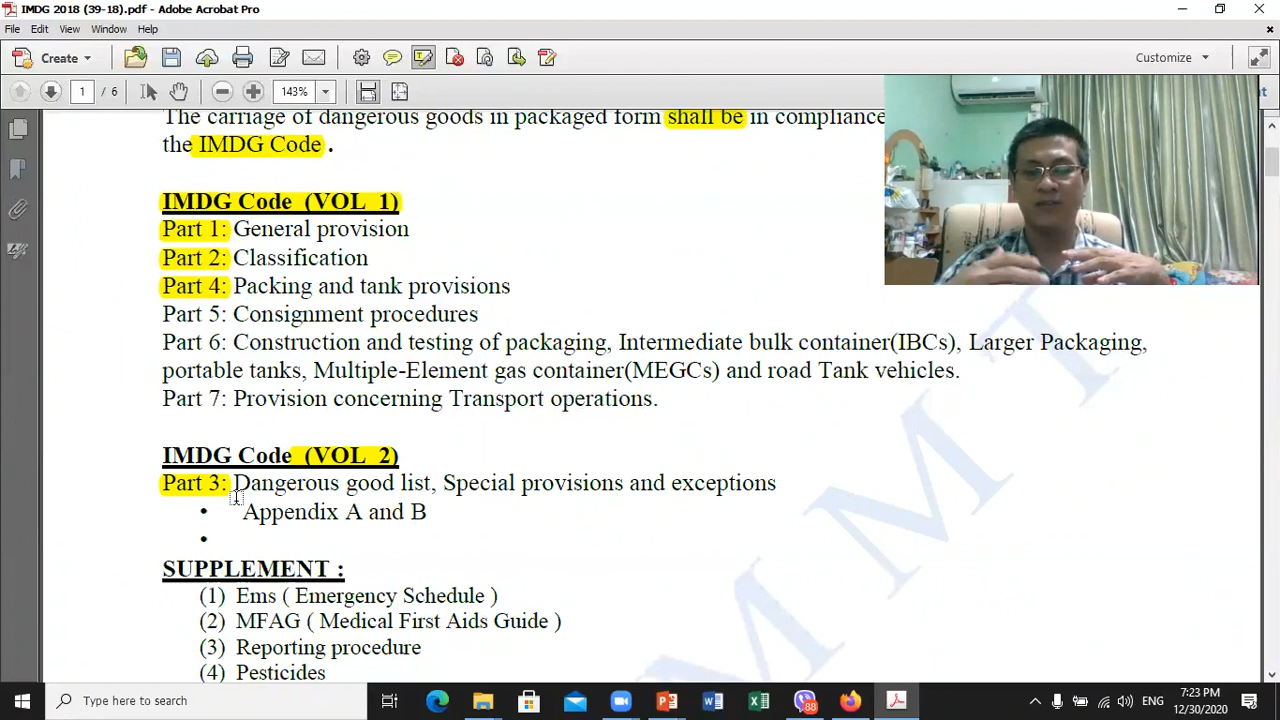 IMDG 2018 (39-18).pdf - Adobe Acrobat Pro
File Edit View Window Help
Create
Customize
1 / 6 143%
The carriage of dangerous goods in packaged form shall be in compliance
the IMDG Code .
IMDG Code (VOL 1)
Part 1: General provision
Part 2: Classification
Part 4: Packing and tank provisions
Part 5: Consignment procedures
Part 6: Construction and testing of packaging, Intermediate bulk container(IBCs), Larger Packaging,
portable tanks, Multiple-Element gas container(MEGCs) and road Tank vehicles.
Part 7: Provision concerning Transport operations.
IMDG Code (VOL 2)
Part 3: Dangerous good list, Special provisions and exceptions
• Appendix A and B
•
SUPPLEMENT :
(1) Ems ( Emergency Schedule )
(2) MFAG ( Medical First Aids Guide )
(3) Reporting procedure
(4) Pesticides
MMT
Type here to search
88
ENG
7:23 PM
12/30/2020